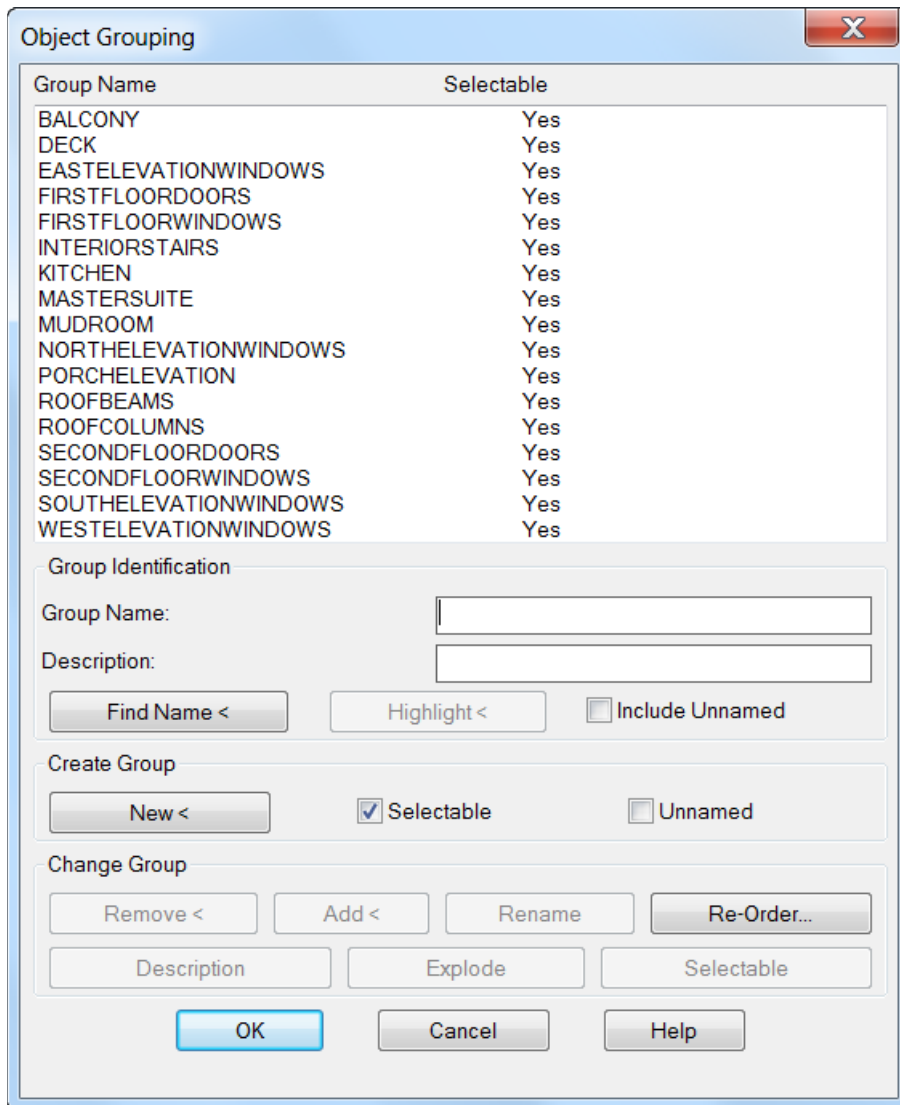 Object Grouping
Group Name Selectable
BALCONY Yes
DECK Yes
EASTELEVATIONWINDOWS Yes
FIRSTFLOORDOORS Yes
FIRSTFLOORWINDOWS Yes
INTERIORSTAIRS Yes
KITCHEN Yes
MASTERSUITE Yes
MUDROOM Yes
NORTHELEVATIONWINDOWS Yes
PORCHELEVATION Yes
ROOFBEAMS Yes
ROOFCOLUMNS Yes
SECONDFLOORDOORS Yes
SECONDFLOORWINDOWS Yes
SOUTHELEVATIONWINDOWS Yes
WESTELEVATIONWINDOWS Yes
Group Identification
Group Name:
Description:
Find Name < Highlight < Include Unnamed
Create Group
New < Selectable Unnamed
Change Group
Remove < Add < Rename Re-Order...
Description Explode Selectable
OK Cancel Help